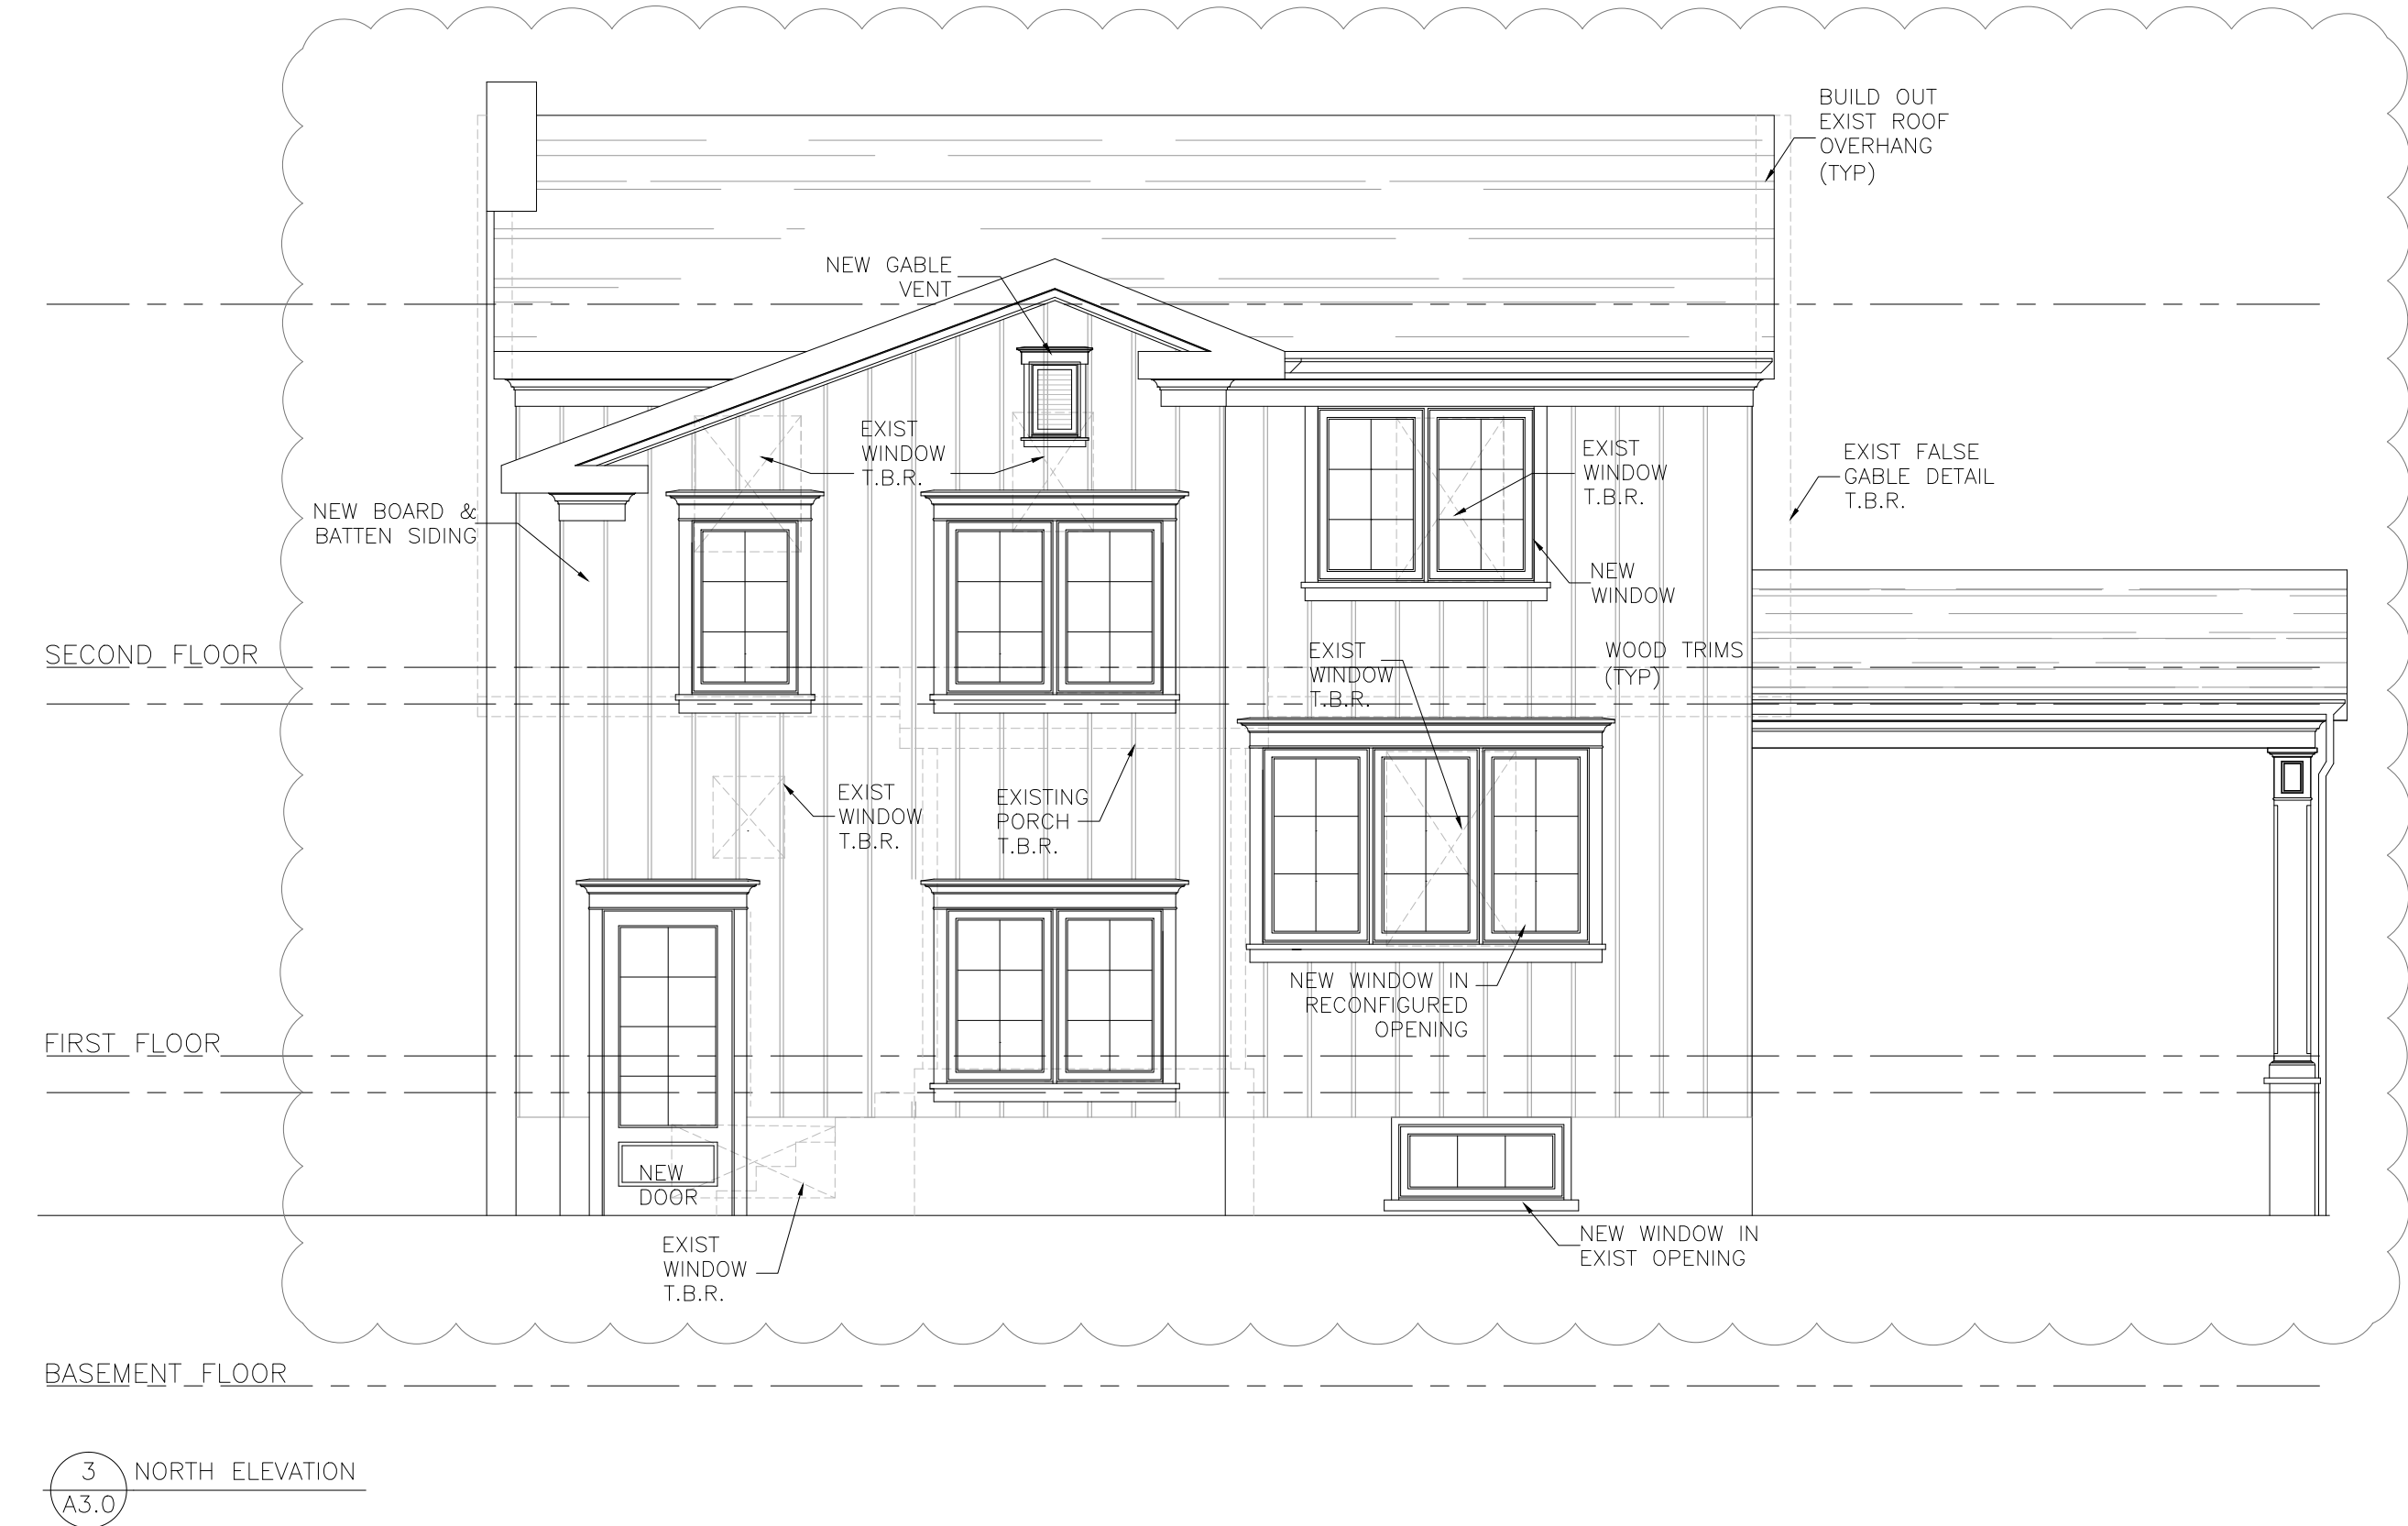 BUILD OUT
EXIST ROOF
OVERHANG
(TYP)
NEW GABLE
VENT
EXIST
WINDOW
T.B.R.
EXIST
WINDOW
T.B.R.
EXIST FALSE
GABLE DETAIL
T.B.R.
NEW BOARD &
BATTEN SIDING
NEW
WINDOW
SECOND FLOOR
EXIST
WINDOW
T.B.R.
WOOD TRIMS
(TYP)
EXIST
WINDOW
T.B.R.
EXISTING
PORCH
T.B.R.
NEW WINDOW IN
RECONFIGURED
OPENING
FIRST FLOOR
NEW
DOOR
EXIST
WINDOW
T.B.R.
NEW WINDOW IN
EXIST OPENING
BASEMENT FLOOR
3
A3.0
NORTH ELEVATION